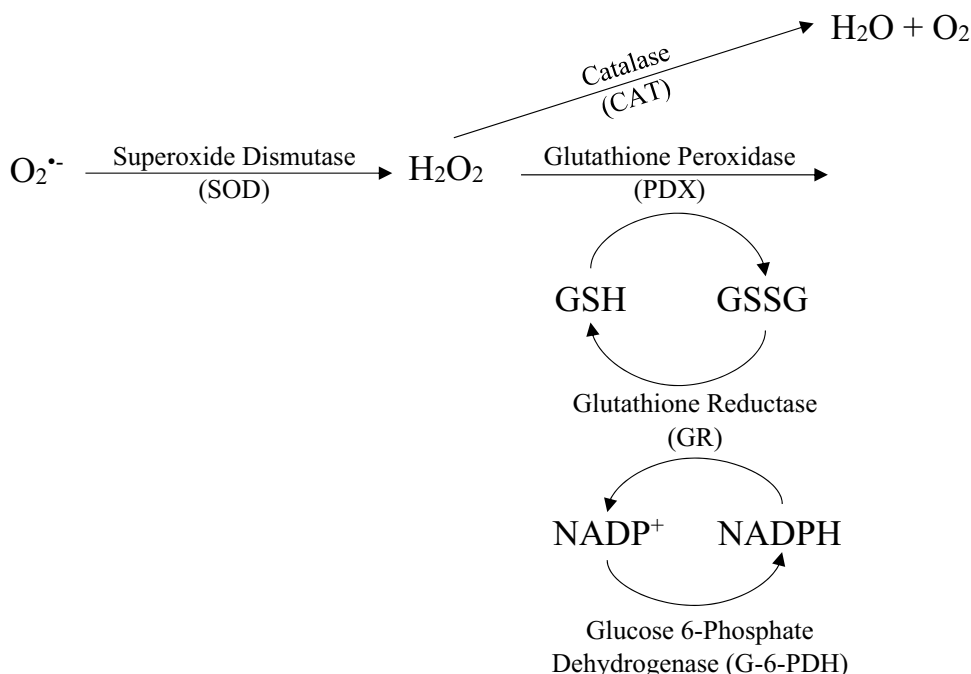 H₂O + O₂
Catalase
(CAT)
O₂•-
Superoxide Dismutase
(SOD)
H₂O₂
Glutathione Peroxidase
(PDX)
GSH
GSSG
Glutathione Reductase
(GR)
NADP⁺
NADPH
Glucose 6-Phosphate
Dehydrogenase (G-6-PDH)